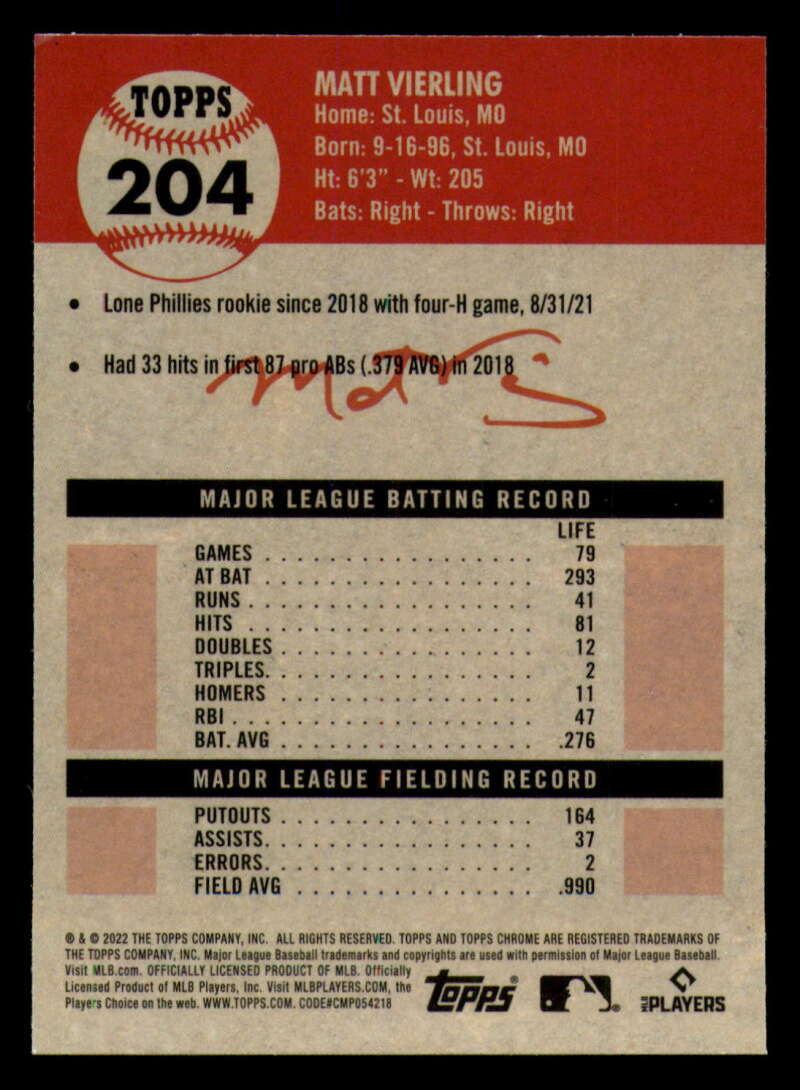 TOPPS
204
MATT VIERLING
Home: St. Louis, MO
Born: 9-16-96, St. Louis, MO
Ht: 6'3" - Wt: 205
Bats: Right - Throws: Right
• Lone Phillies rookie since 2018 with four-H game, 8/31/21
• Had 33 hits in first 87 pro ABs (.379 AVG) in 2018
MAJOR LEAGUE BATTING RECORD
LIFE
GAMES . . . . . . . . . . . . . . . . . 79
AT BAT . . . . . . . . . . . . . . . . . 293
RUNS . . . . . . . . . . . . . . . . . . 41
HITS . . . . . . . . . . . . . . . . . . 81
DOUBLES . . . . . . . . . . . . . . . . 12
TRIPLES. . . . . . . . . . . . . . . . . 2
HOMERS . . . . . . . . . . . . . . . . 11
RBI . . . . . . . . . . . . . . . . . . . 47
BAT. AVG . . . . . . . . . . . . . . . . .276
MAJOR LEAGUE FIELDING RECORD
PUTOUTS . . . . . . . . . . . . . . . . 164
ASSISTS. . . . . . . . . . . . . . . . . 37
ERRORS. . . . . . . . . . . . . . . . . 2
FIELD AVG . . . . . . . . . . . . . . . .990
® & © 2022 THE TOPPS COMPANY, INC. ALL RIGHTS RESERVED. TOPPS AND TOPPS CHROME ARE REGISTERED TRADEMARKS OF
THE TOPPS COMPANY, INC. Major League Baseball trademarks and copyrights are used with permission of Major League Baseball.
Visit MLB.com. OFFICIALLY LICENSED PRODUCT OF MLB. Officially
Licensed Product of MLB Players, Inc. Visit MLBPLAYERS.COM, the
Players Choice on the web. WWW.TOPPS.COM. CODE#CMP054218
Topps®
MLB PLAYERS